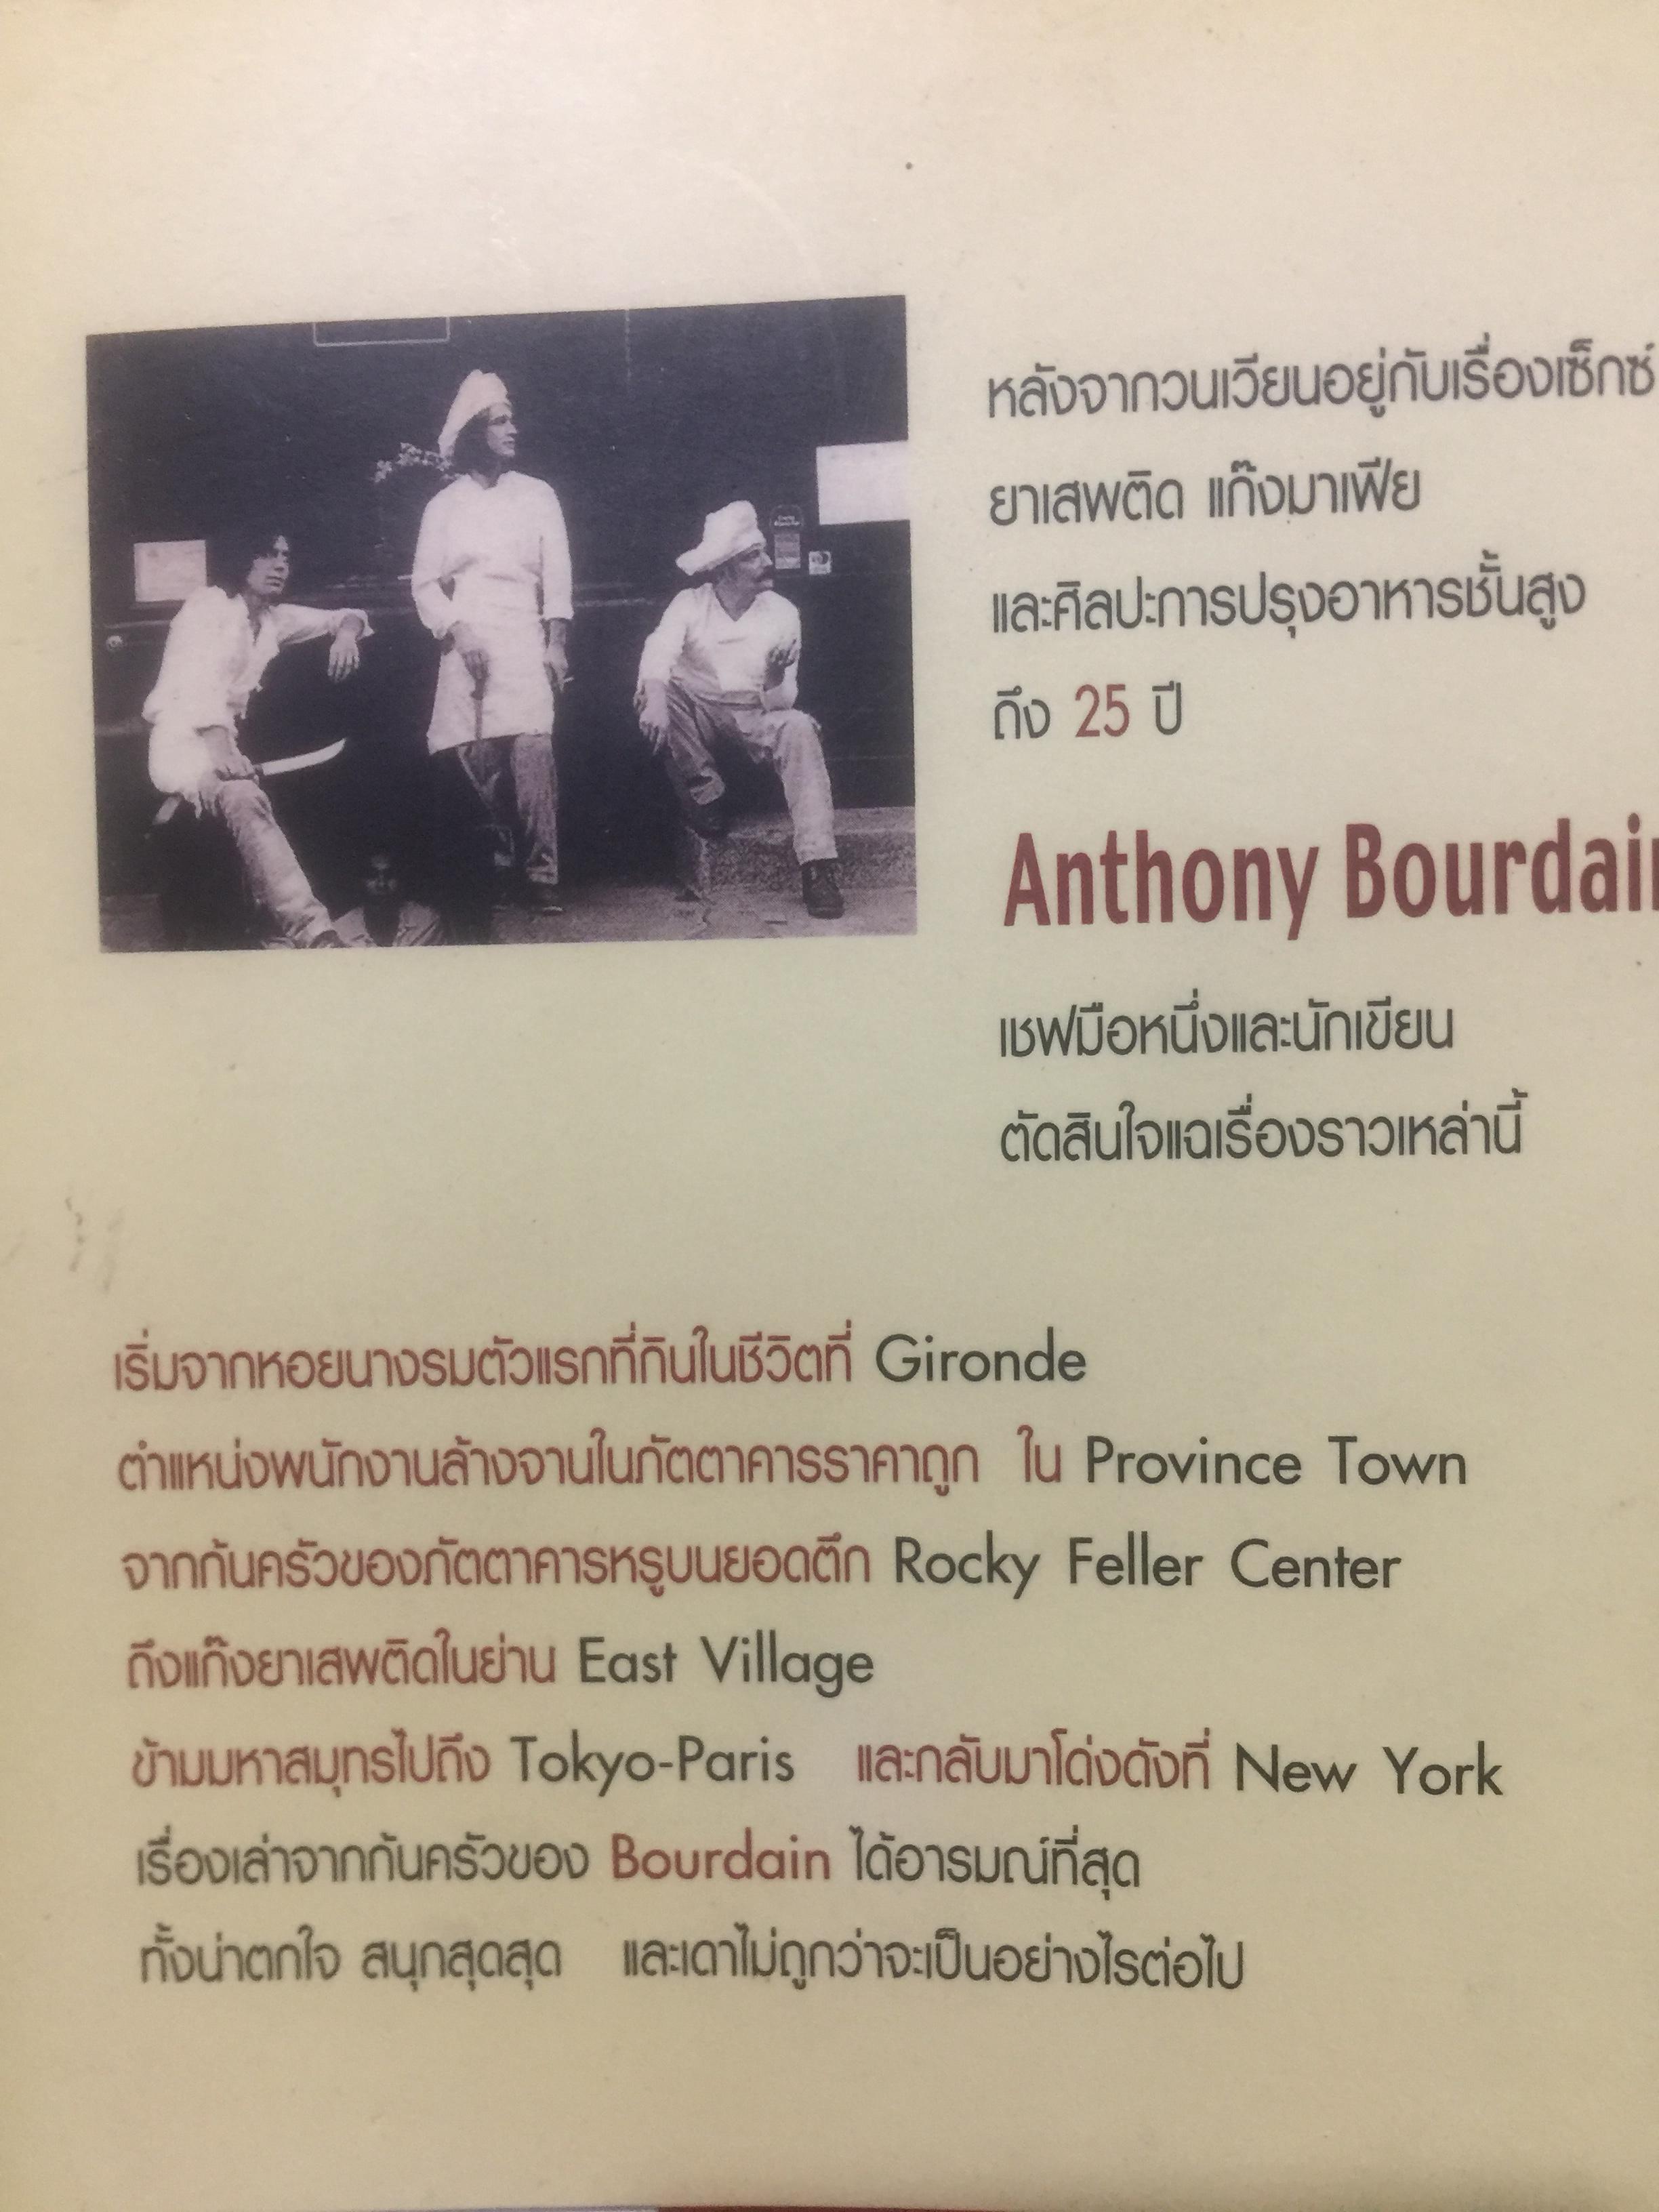 หลังจากวนเวียนอยู่กับเรื่องเซ็กซ์
ยาเสพติด แก๊งมาเฟีย
และศิลปะการปรุงอาหารชั้นสูง
ถึง 25 ปี
Anthony Bourdain
เชฟมือหนึ่งและนักเขียน
ตัดสินใจแฉเรื่องราวเหล่านี้
เริ่มจากหอยนางรมตัวแรกที่กินในชีวิตที่ Gironde
ตำแหน่งพนักงานล้างจานในภัตตาคารราคาถูก ใน Province Town
จากก้นครัวของภัตตาคารหรูบนยอดตึก Rocky Feller Center
ถึงแก๊งยาเสพติดในย่าน East Village
ข้ามมหาสมุทรไปถึง Tokyo-Paris และกลับมาโด่งดังที่ New York
เรื่องเล่าจากก้นครัวของ Bourdain ได้อารมณ์ที่สุด
ทั้งน่าตกใจ สนุกสุดสุด และเดาไม่ถูกว่าจะเป็นอย่างไรต่อไป